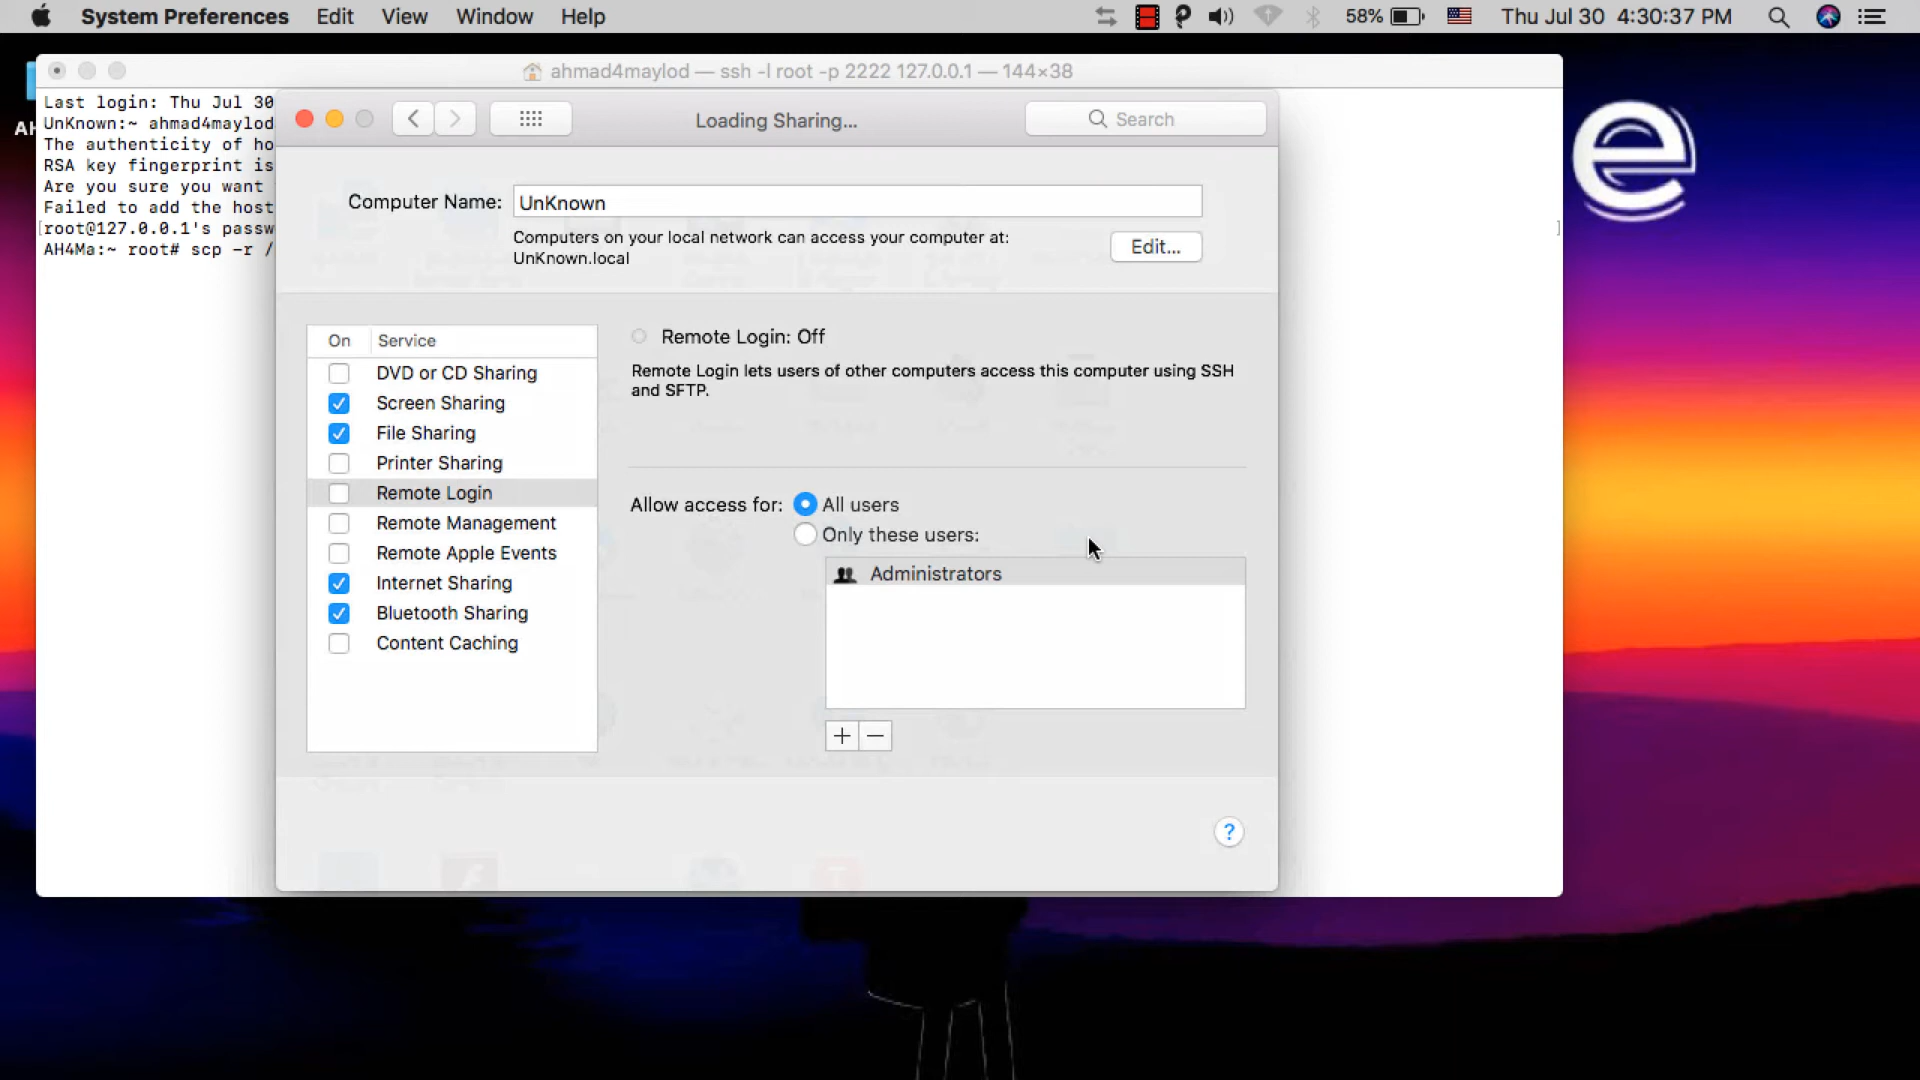 System Preferences Edit View Window Help 58% Thu Jul 30 4:30:37 PM
ahmad4maylod — ssh -l root -p 2222 127.0.0.1 — 144×38
Last login: Thu Jul 30
UnKnown:~ ahmad4maylod
The authenticity of ho
RSA key fingerprint is
Are you sure you want
Failed to add the host
[root@127.0.0.1's passw ]
AH4Ma:~ root# scp -r /
AH
e
Loading Sharing...
Search
Computer Name: UnKnown
Computers on your local network can access your computer at:
UnKnown.local
Edit...
On Service
DVD or CD Sharing
Screen Sharing
File Sharing
Printer Sharing
Remote Login
Remote Management
Remote Apple Events
Internet Sharing
Bluetooth Sharing
Content Caching
Remote Login: Off
Remote Login lets users of other computers access this computer using SSH
and SFTP.
Allow access for: All users
Only these users:
Administrators
+ −
?